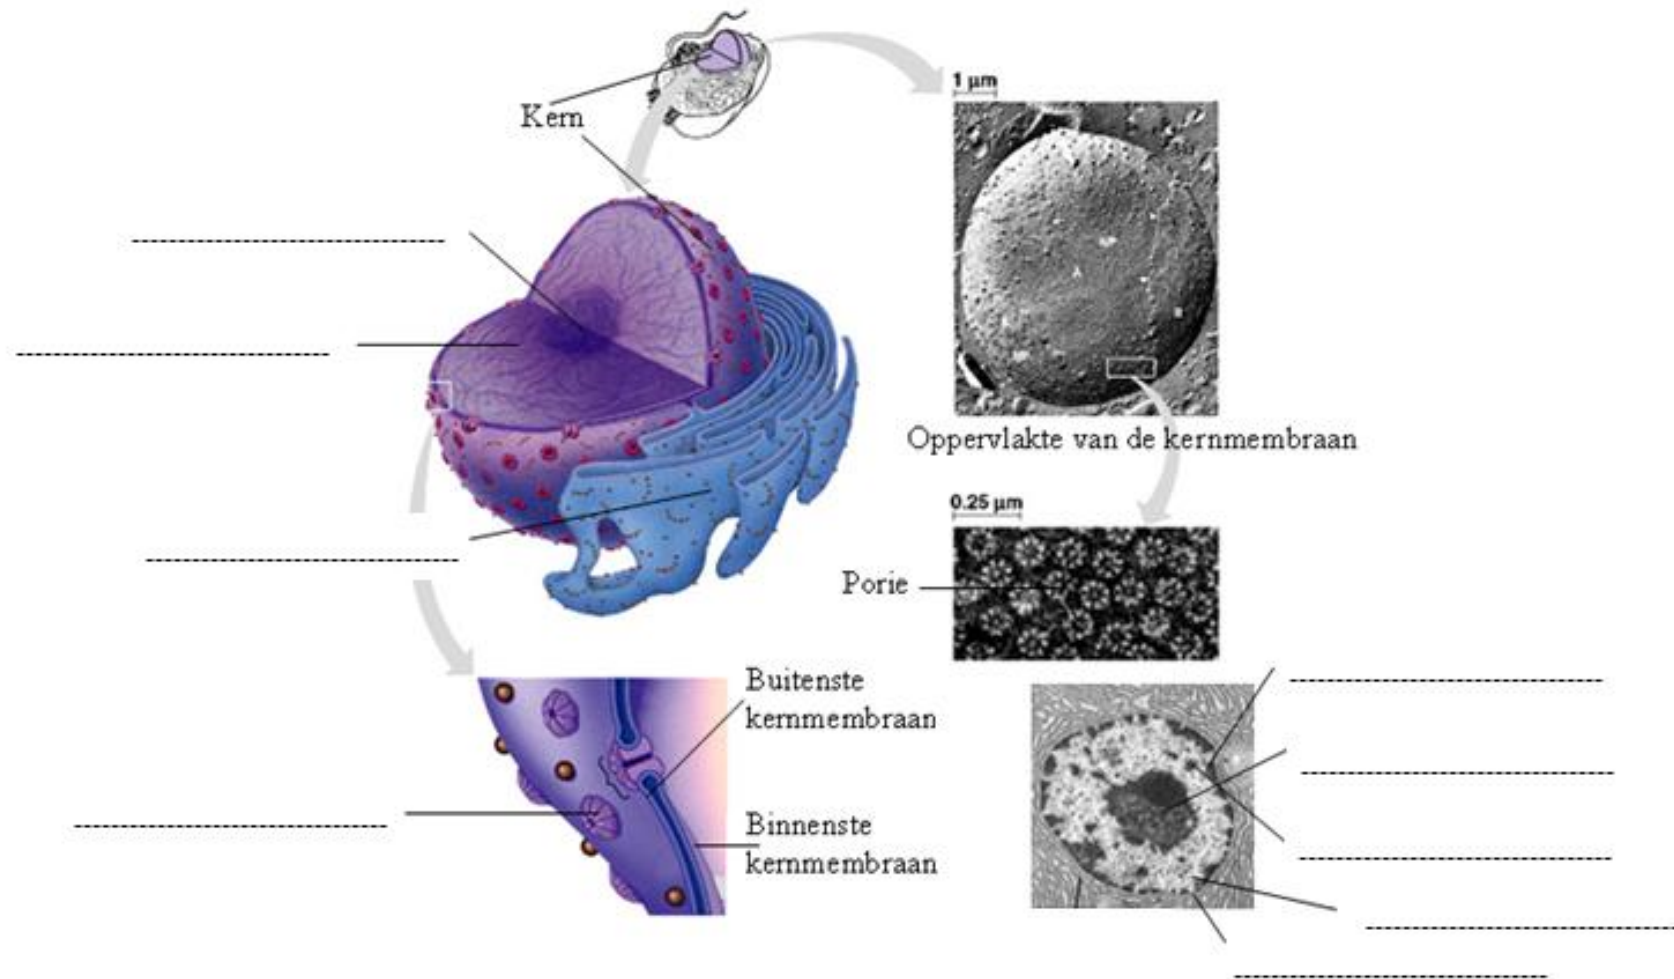 Kern
1 µm
Oppervlakte van de kernmembraan
0.25 µm
Porie
Buitenste
kernmembraan
Binnenste
kernmembraan